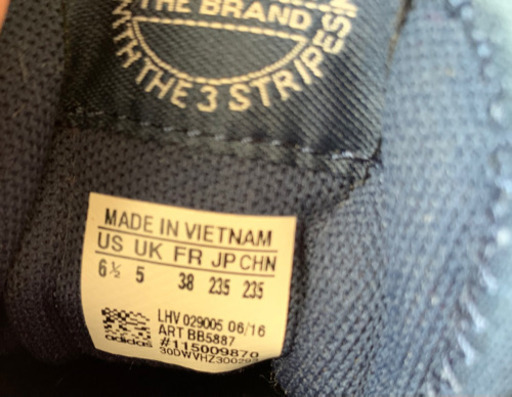 THE BRAND
WITH THE 3 STRIPES
MADE IN VIETNAM
US UK FR JP CHN
6½ 5 38 235 235
LHV 029005 06/16
ART BB5887
#115009870
adidas